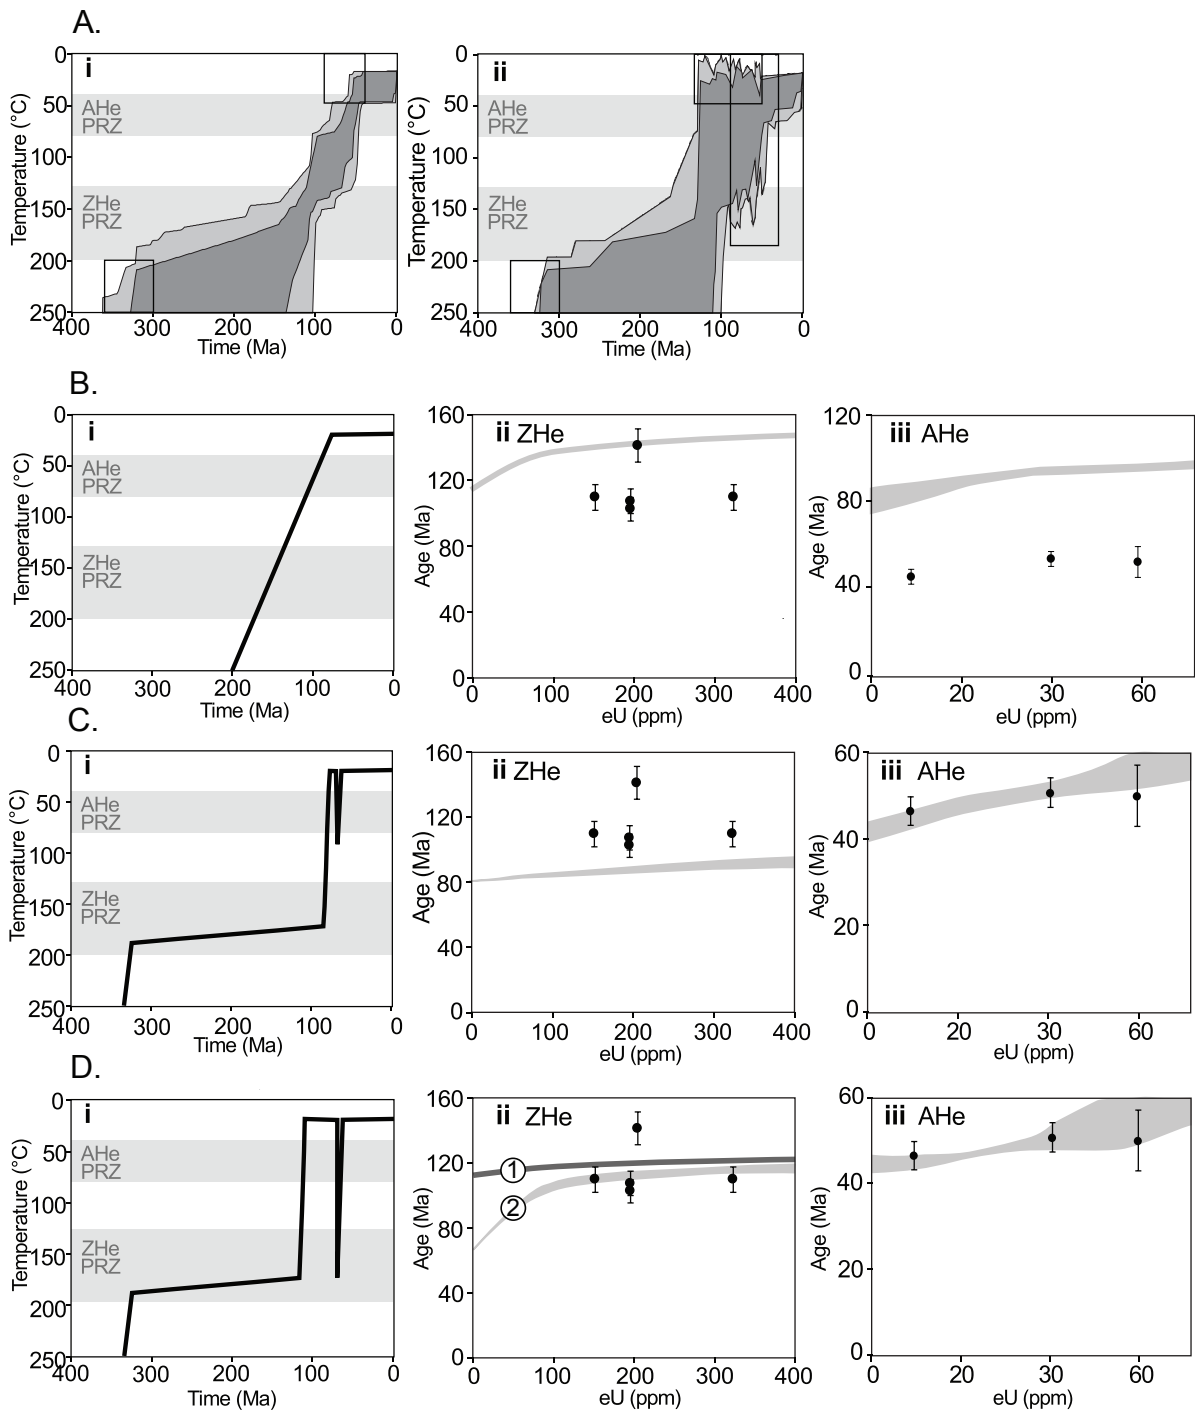 A.
i
0
50
100
150
200
250
AHe
PRZ
ZHe
PRZ
Temperature (°C)
400 300 200 100 0
Time (Ma)
ii
0
50
100
150
200
250
AHe
PRZ
ZHe
PRZ
Temperature (°C)
400 300 200 100 0
Time (Ma)
B.
i
0
50
100
150
200
250
AHe
PRZ
ZHe
PRZ
Temperature (°C)
400 300 200 100 0
Time (Ma)
ii ZHe
160
120
80
40
0
Age (Ma)
0 100 200 300 400
eU (ppm)
iii AHe
120
80
40
0
Age (Ma)
0 20 30 60
eU (ppm)
C.
i
0
50
100
150
200
250
AHe
PRZ
ZHe
PRZ
Temperature (°C)
400 300 200 100 0
Time (Ma)
ii ZHe
160
120
80
40
0
Age (Ma)
0 100 200 300 400
eU (ppm)
iii AHe
60
40
20
0
Age (Ma)
0 20 30 60
eU (ppm)
D.
i
0
50
100
150
200
250
AHe
PRZ
ZHe
PRZ
Temperature (°C)
400 300 200 100 0
Time (Ma)
ii ZHe
160
120
80
40
0
1
2
Age (Ma)
0 100 200 300 400
eU (ppm)
iii AHe
60
40
20
0
Age (Ma)
0 20 30 60
eU (ppm)